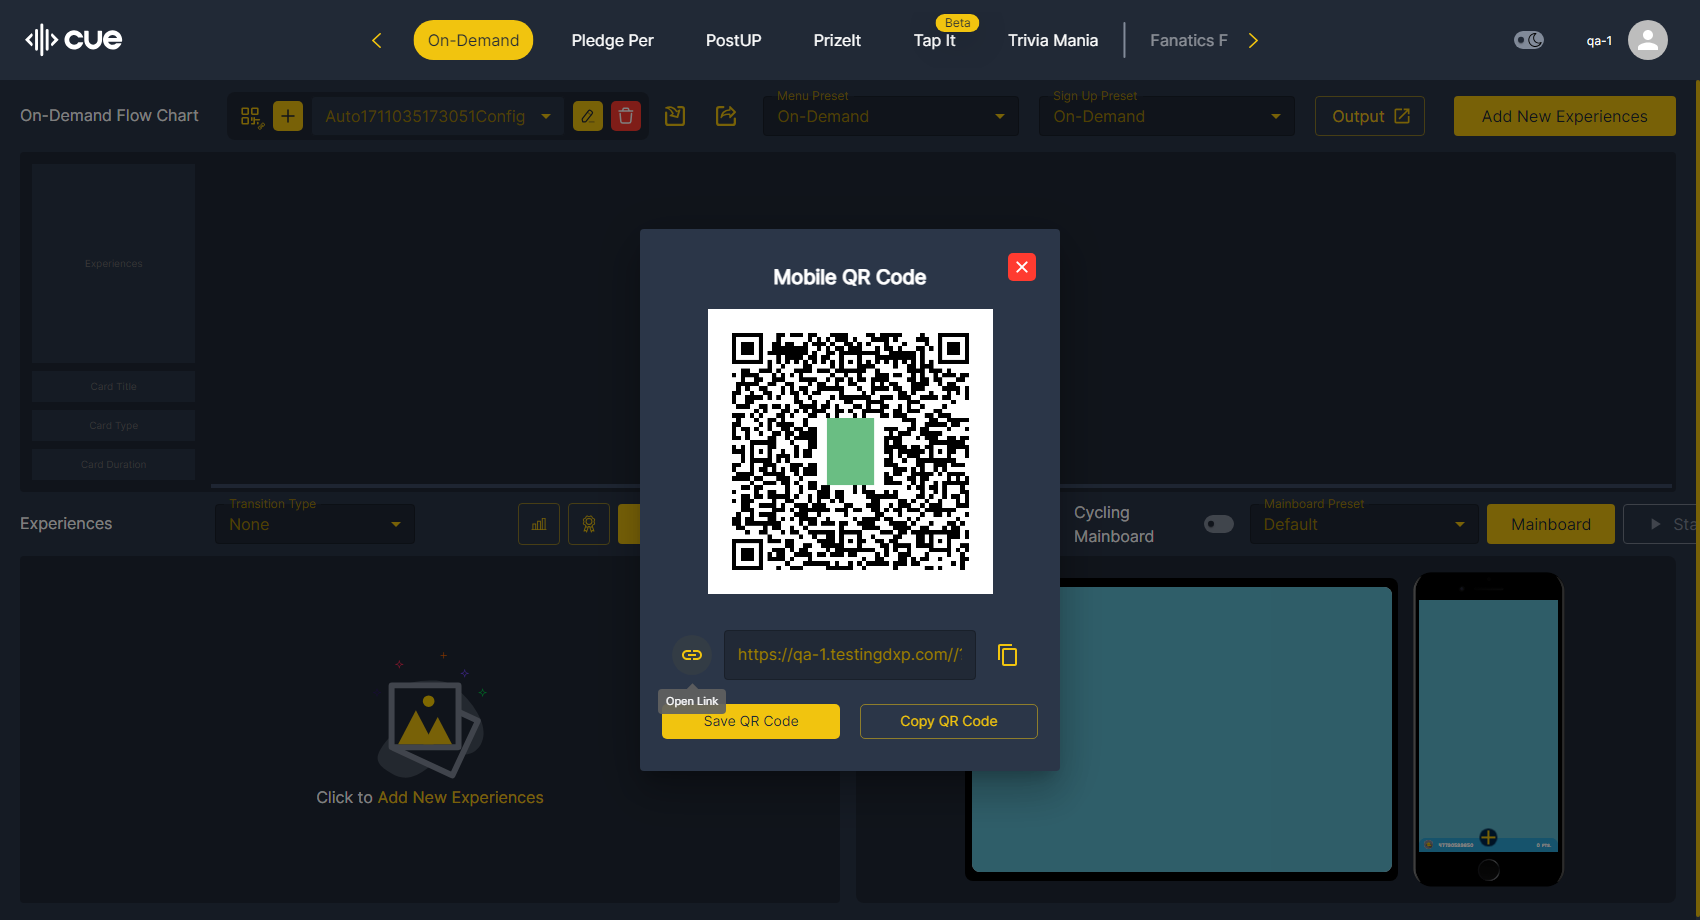 cue
On-Demand
Pledge Per
PostUP
PrizeIt
Beta
Tap It
Trivia Mania
Fanatics F
qa-1
On-Demand Flow Chart
Auto1711035173051Config
Menu Preset
On-Demand
Sign Up Preset
On-Demand
Output
Add New Experiences
Experiences
Card Title
Card Type
Card Duration
Mobile QR Code
https://qa-1.testingdxp.com//
Open Link
Save QR Code
Copy QR Code
Experiences
Transition Type
None
Cycling
Mainboard
Mainboard Preset
Default
Mainboard
Sta
Click to Add New Experiences
0 Pts.